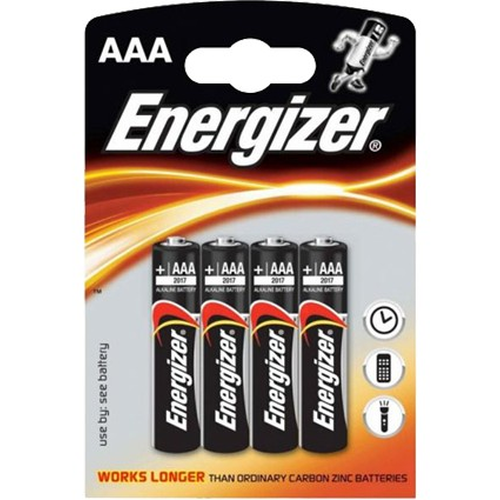 AAA
Energizer®
+ AAA
2017
ALKALINE BATTERY
Energizer
+ AAA
2017
ALKALINE BATTERY
Energizer
+ AAA
2017
ALKALINE BATTERY
Energizer
+ AAA
2017
ALKALINE BATTERY
Energizer
™
use by: see battery
WORKS LONGER THAN ORDINARY CARBON ZINC BATTERIES